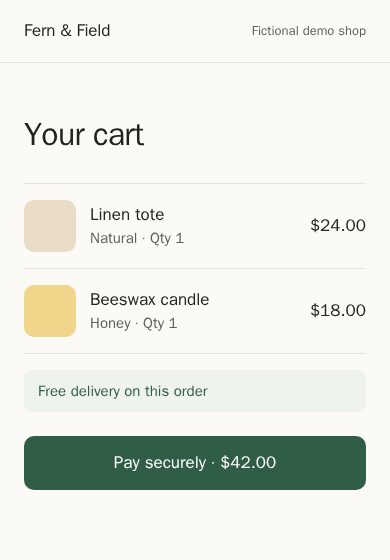 Fern & Field
Fictional demo shop
Your cart
Linen tote
Natural · Qty 1
$24.00
Beeswax candle
Honey · Qty 1
$18.00
Free delivery on this order
Pay securely · $42.00